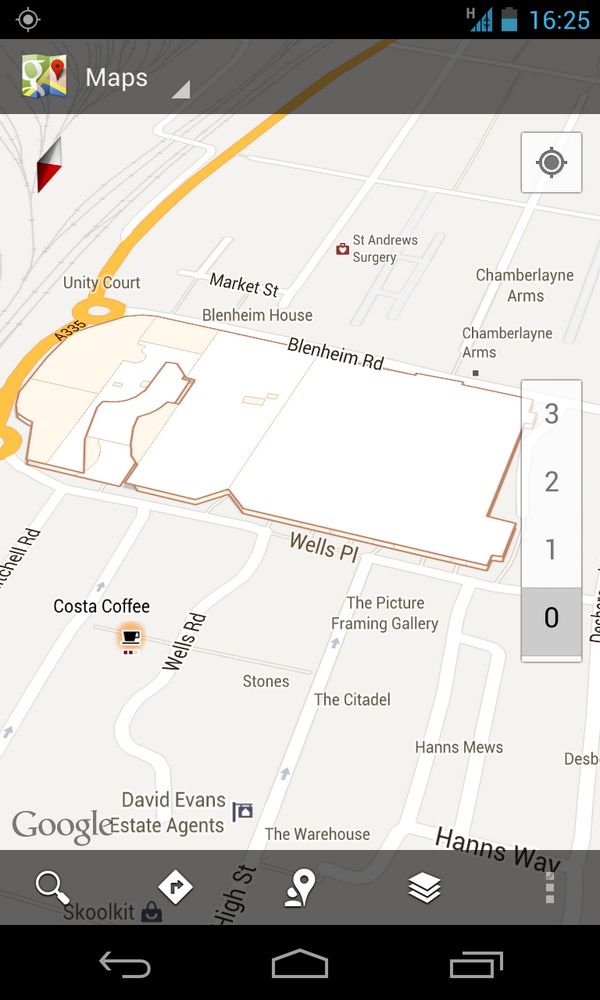 H 16:25
Maps
St Andrews
Surgery
Unity Court
Market St
Chamberlayne
Arms
Blenheim House
A335
Chamberlayne
Arms
Blenheim Rd
3
2
1
0
Wells Pl
tchell Rd
Costa Coffee
The Picture
Framing Gallery
Desboro
Wells Rd
Stones
The Citadel
Hanns Mews
Desb
David Evans
Estate Agents
Google
The Warehouse
Hanns Way
High St
Skoolkit